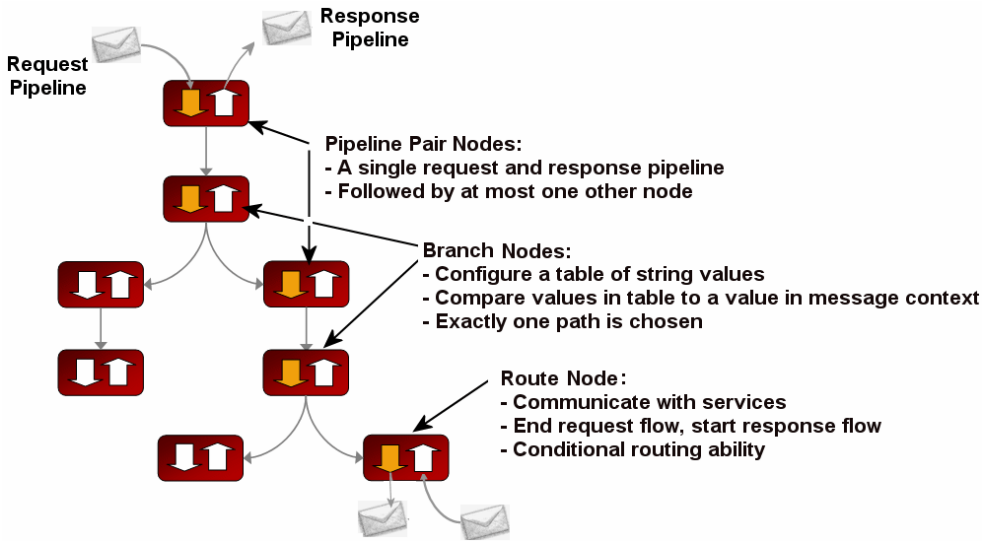 Response
Pipeline
Request
Pipeline
Pipeline Pair Nodes:
- A single request and response pipeline
- Followed by at most one other node
Branch Nodes:
- Configure a table of string values
- Compare values in table to a value in message context
- Exactly one path is chosen
Route Node:
- Communicate with services
- End request flow, start response flow
- Conditional routing ability